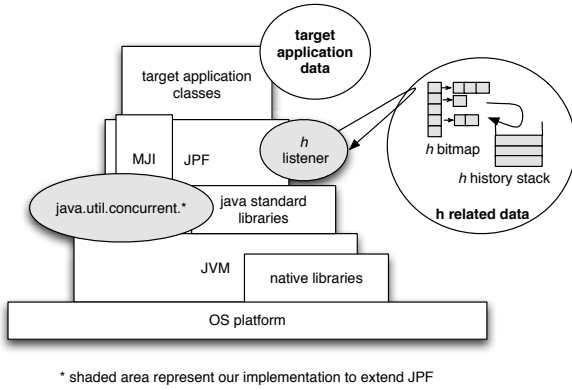 target
application
data
target application
classes
MJI
JPF
h
listener
h bitmap
h history stack
h related data
java.util.concurrent.*
java standard
libraries
JVM
native libraries
OS platform
* shaded area represent our implementation to extend JPF